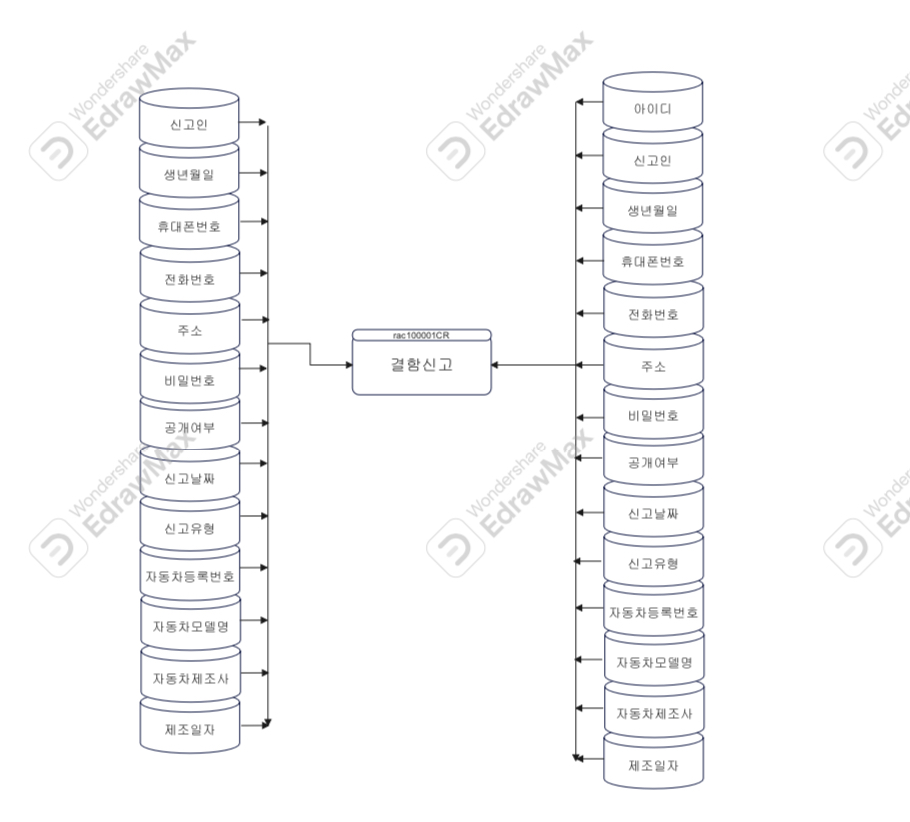 Wondershare
EdrawMax
Wondershare
EdrawMax
Wondershare
EdrawMax
신고인
생년월일
휴대폰번호
전화번호
주소
비밀번호
공개여부
신고날짜
신고유형
자동차등록번호
자동차모델명
자동차제조사
제조일자
rac100001CR
결함신고
아이디
신고인
생년월일
휴대폰번호
전화번호
주소
비밀번호
공개여부
신고날짜
신고유형
자동차등록번호
자동차모델명
자동차제조사
제조일자
Wondershare
EdrawMax